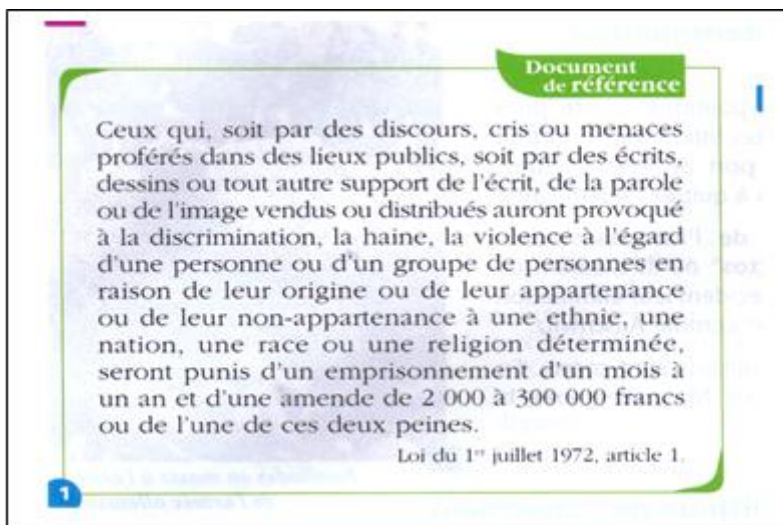 Document
de référence
Ceux qui, soit par des discours, cris ou menaces
proférés dans des lieux publics, soit par des écrits,
dessins ou tout autre support de l'écrit, de la parole
ou de l'image vendus ou distribués auront provoqué
à la discrimination, la haine, la violence à l'égard
d'une personne ou d'un groupe de personnes en
raison de leur origine ou de leur appartenance
ou de leur non-appartenance à une ethnie, une
nation, une race ou une religion déterminée,
seront punis d'un emprisonnement d'un mois à
un an et d'une amende de 2 000 à 300 000 francs
ou de l'une de ces deux peines.
Loi du 1er juillet 1972, article 1.
1